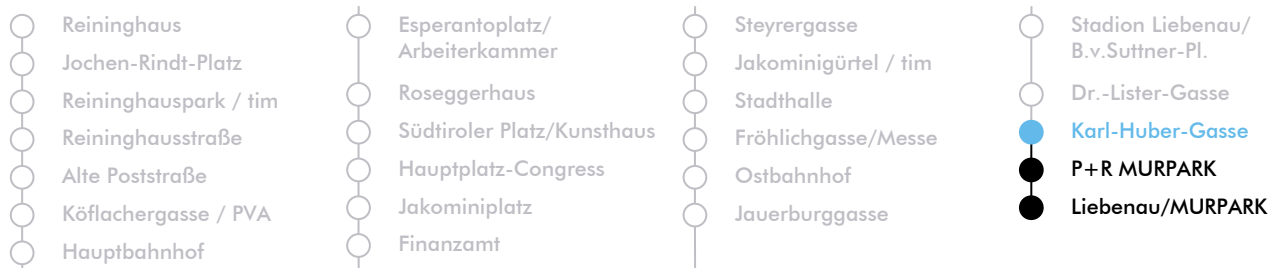 Reininghaus
Jochen-Rindt-Platz
Reininghauspark / tim
Reininghausstraße
Alte Poststraße
Köflachergasse / PVA
Hauptbahnhof
Esperantoplatz/
Arbeiterkammer
Roseggerhaus
Südtiroler Platz/Kunsthaus
Hauptplatz-Congress
Jakominiplatz
Finanzamt
Steyrergasse
Jakominigürtel / tim
Stadthalle
Fröhlichgasse/Messe
Ostbahnhof
Jauerburggasse
Stadion Liebenau/
B.v.Suttner-Pl.
Dr.-Lister-Gasse
Karl-Huber-Gasse
P+R MURPARK
Liebenau/MURPARK